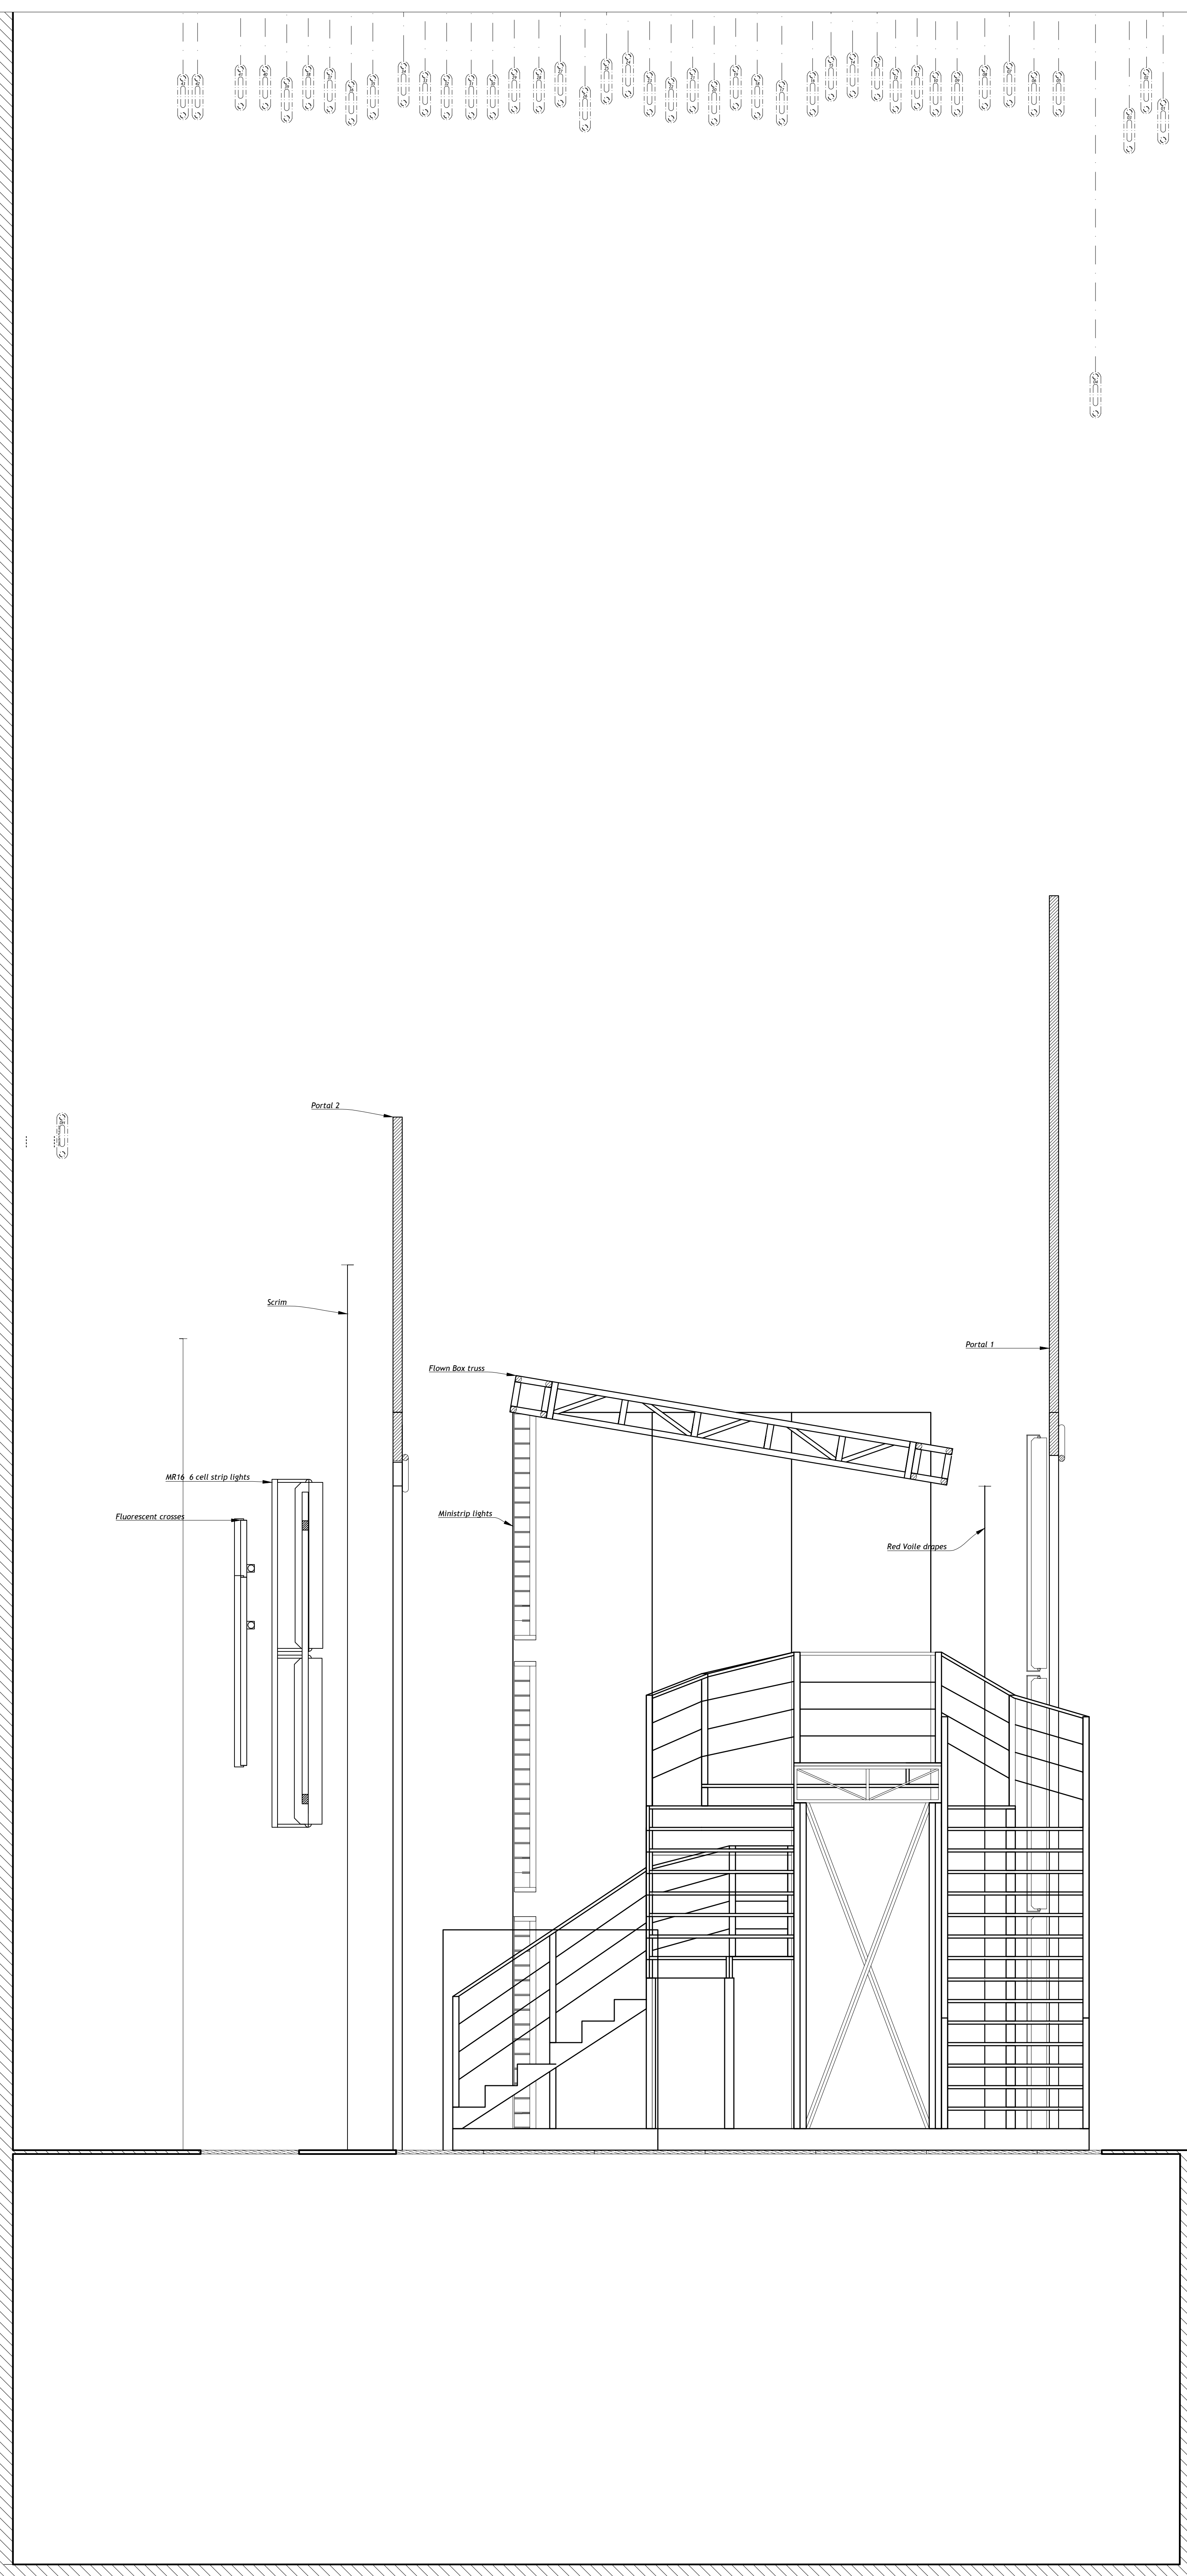 Portal 2
Scrim
Portal 1
Flown Box truss
MR16 6 cell strip lights
Ministrip lights
Fluorescent crosses
Red Voile drapes